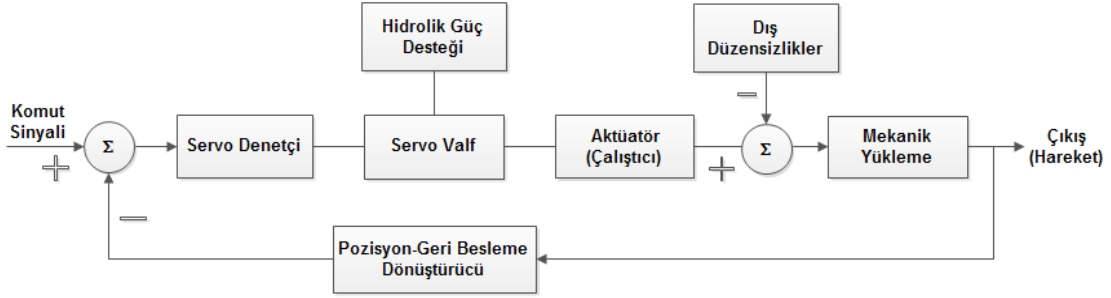 Hidrolik Güç
Desteği
Dış
Düzensizlikler
Komut
Sinyali
Σ
Servo Denetçi
Servo Valf
Aktüatör
(Çalıştırıcı)
Σ
Mekanik
Yükleme
Çıkış
(Hareket)
+
−
+
−
Pozisyon-Geri Besleme
Dönüştürücü